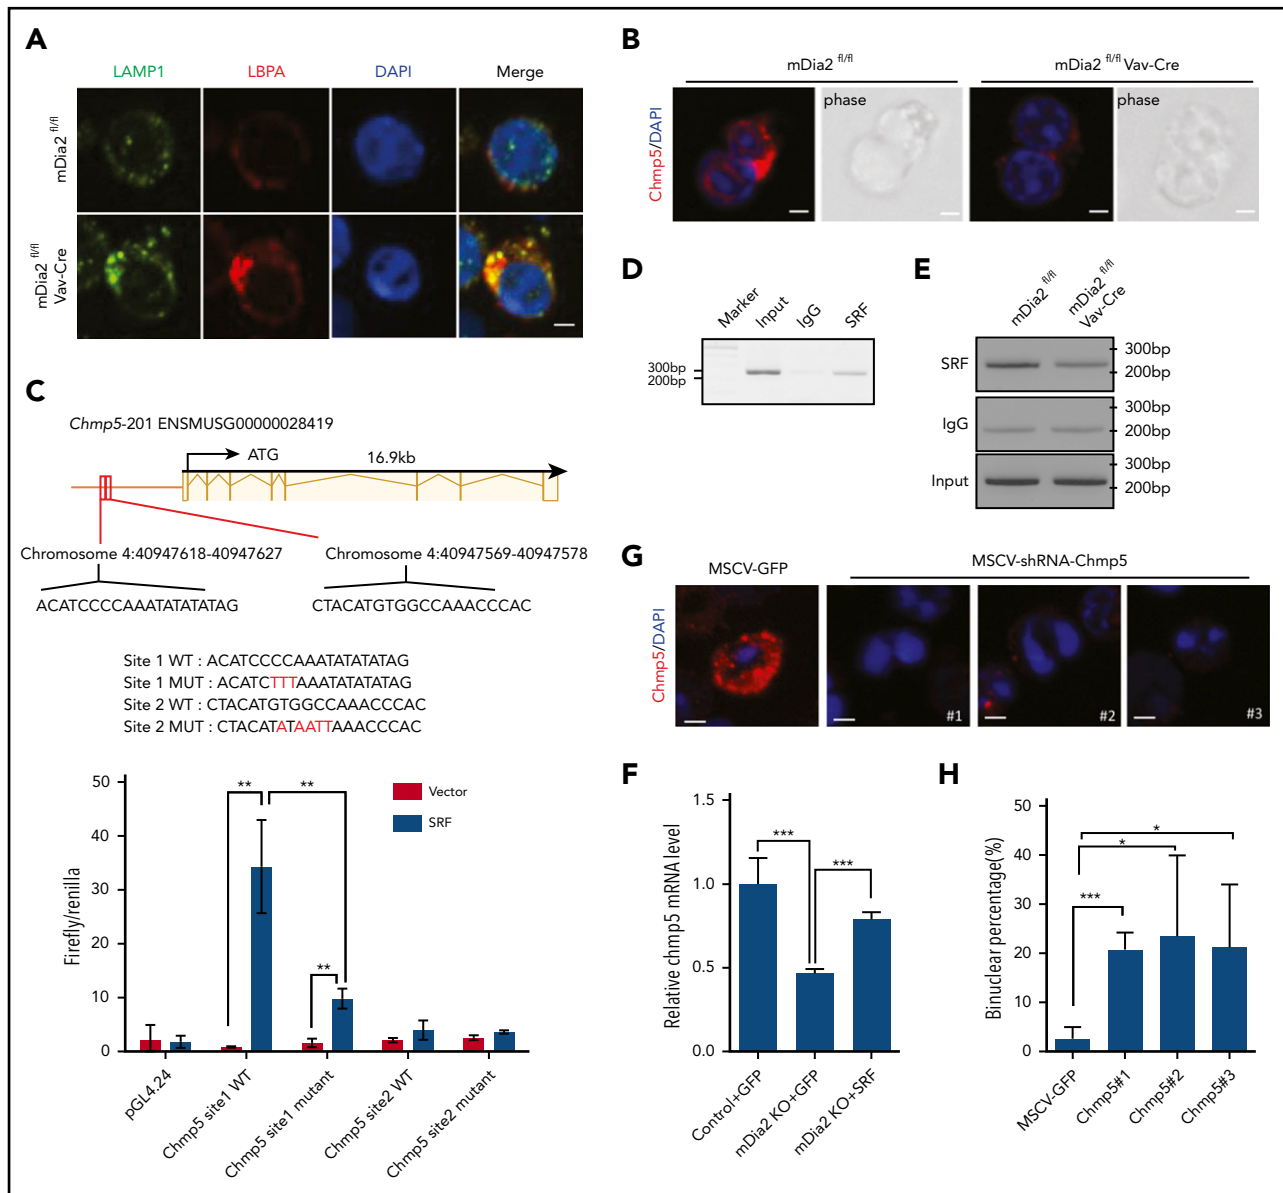 A
LAMP1 LBPA DAPI Merge
mDia2 fl/fl
mDia2 fl/fl
Vav-Cre
B
mDia2 fl/fl
mDia2 fl/fl Vav-Cre
Chmp5/DAPI
phase
phase
C
Chmp5-201 ENSMUSG00000028419
ATG
16.9kb
Chromosome 4:40947618-40947627
Chromosome 4:40947569-40947578
ACATCCCCAAATATATATAG
CTACATGTGGCCAAACCCAC
Site 1 WT : ACATCCCCAAATATATATAG
Site 1 MUT : ACATCTTTAAATATATATAG
Site 2 WT : CTACATGTGGCCAAACCCAC
Site 2 MUT : CTACATATAATTAAACCCAC
Firefly/renilla
50
40
30
20
10
0
**
**
**
Vector
SRF
pGL4.24
Chmp5 site1 WT
Chmp5 site1 mutant
Chmp5 site2 WT
Chmp5 site2 mutant
D
Marker
Input
IgG
SRF
300bp
200bp
E
mDia2 fl/fl
mDia2 fl/fl
Vav-Cre
SRF
300bp
200bp
IgG
300bp
200bp
Input
300bp
200bp
G
MSCV-GFP
MSCV-shRNA-Chmp5
Chmp5/DAPI
#1
#2
#3
F
Relative chmp5 mRNA level
1.5
1.0
0.5
0.0
***
***
Control+GFP
mDia2 KO+GFP
mDia2 KO+SRF
H
Binuclear percentage(%)
50
40
30
20
10
0
***
*
*
MSCV-GFP
Chmp5#1
Chmp5#2
Chmp5#3